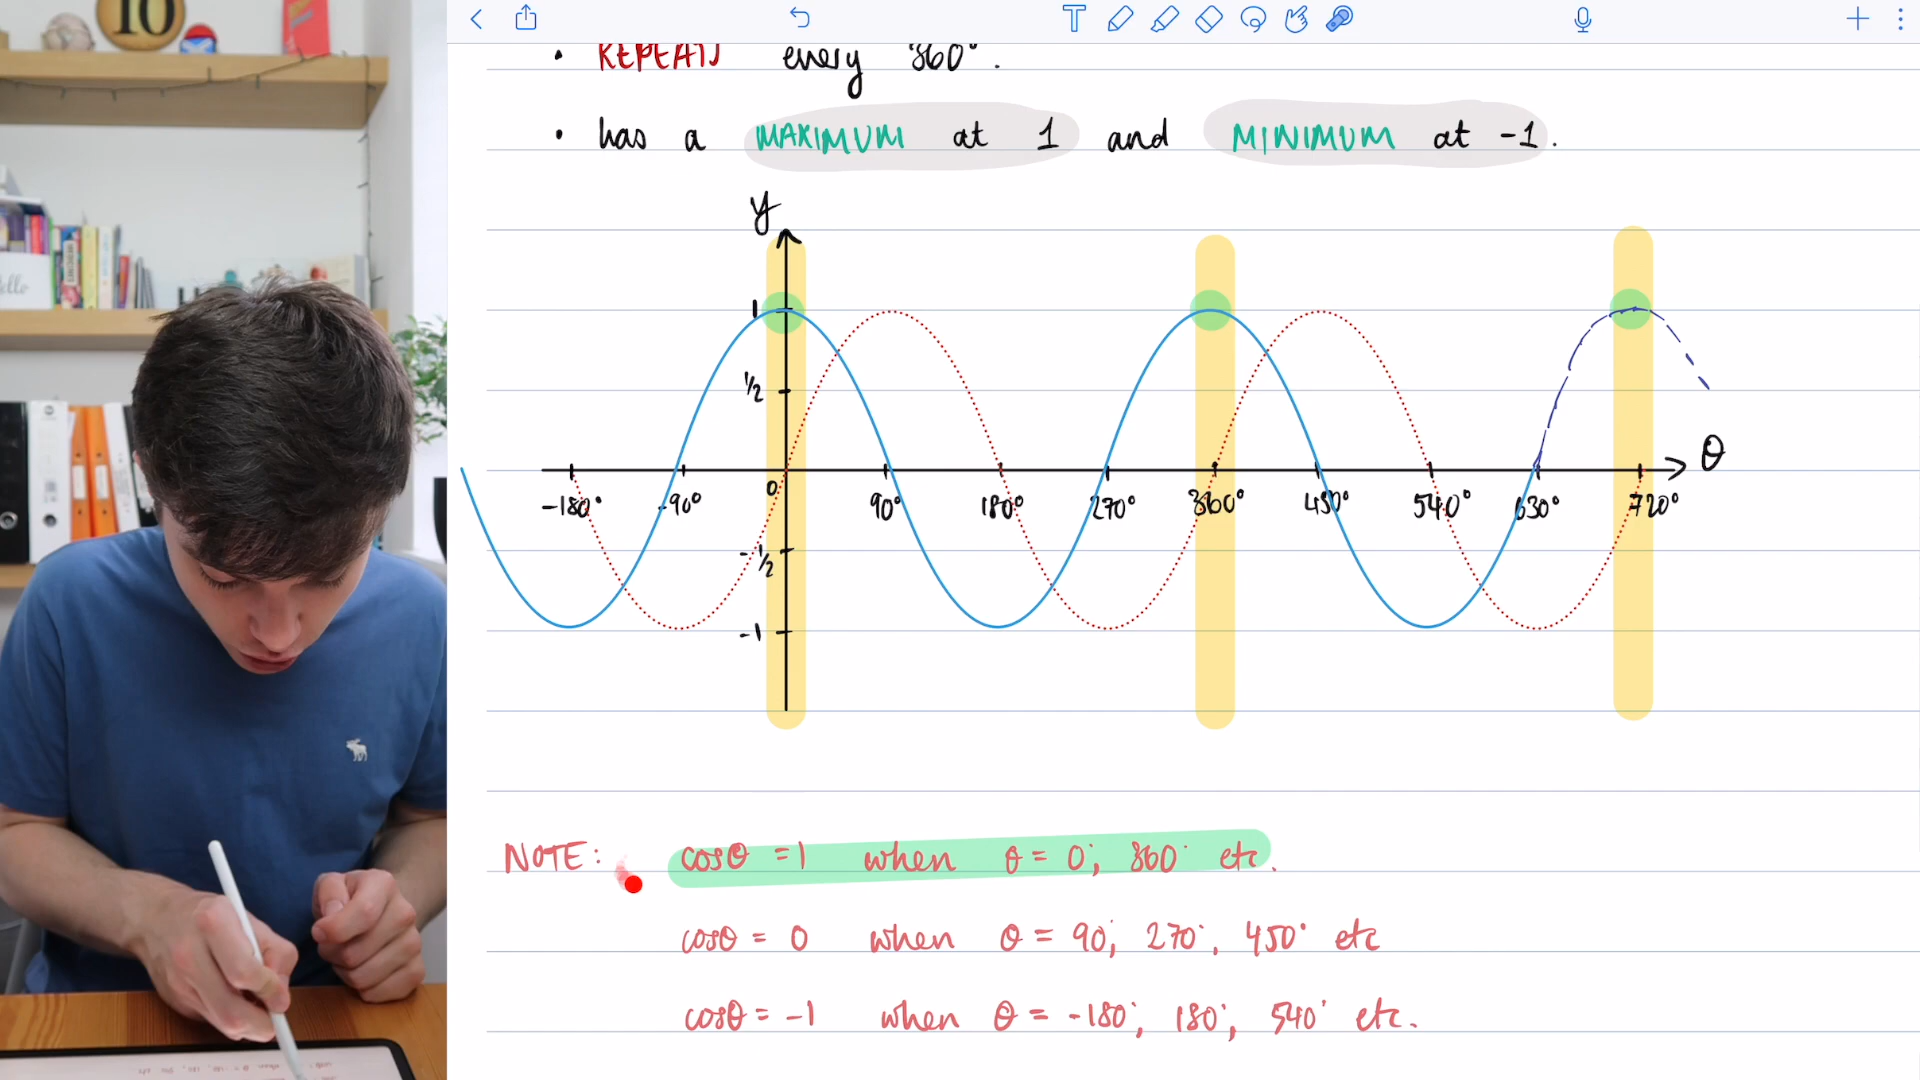 10
• REPEATS every 360°.
• has a MAXIMUM at 1 and MINIMUM at -1.
y
1
1/2
θ
-180° -90° 0 90° 180° 270° 360° 450° 540° 630° 720°
-1/2
-1
NOTE: cosθ = 1 when θ = 0°, 360° etc.
cosθ = 0 when θ = 90°, 270°, 450° etc
cosθ = -1 when θ = -180°, 180°, 540° etc.